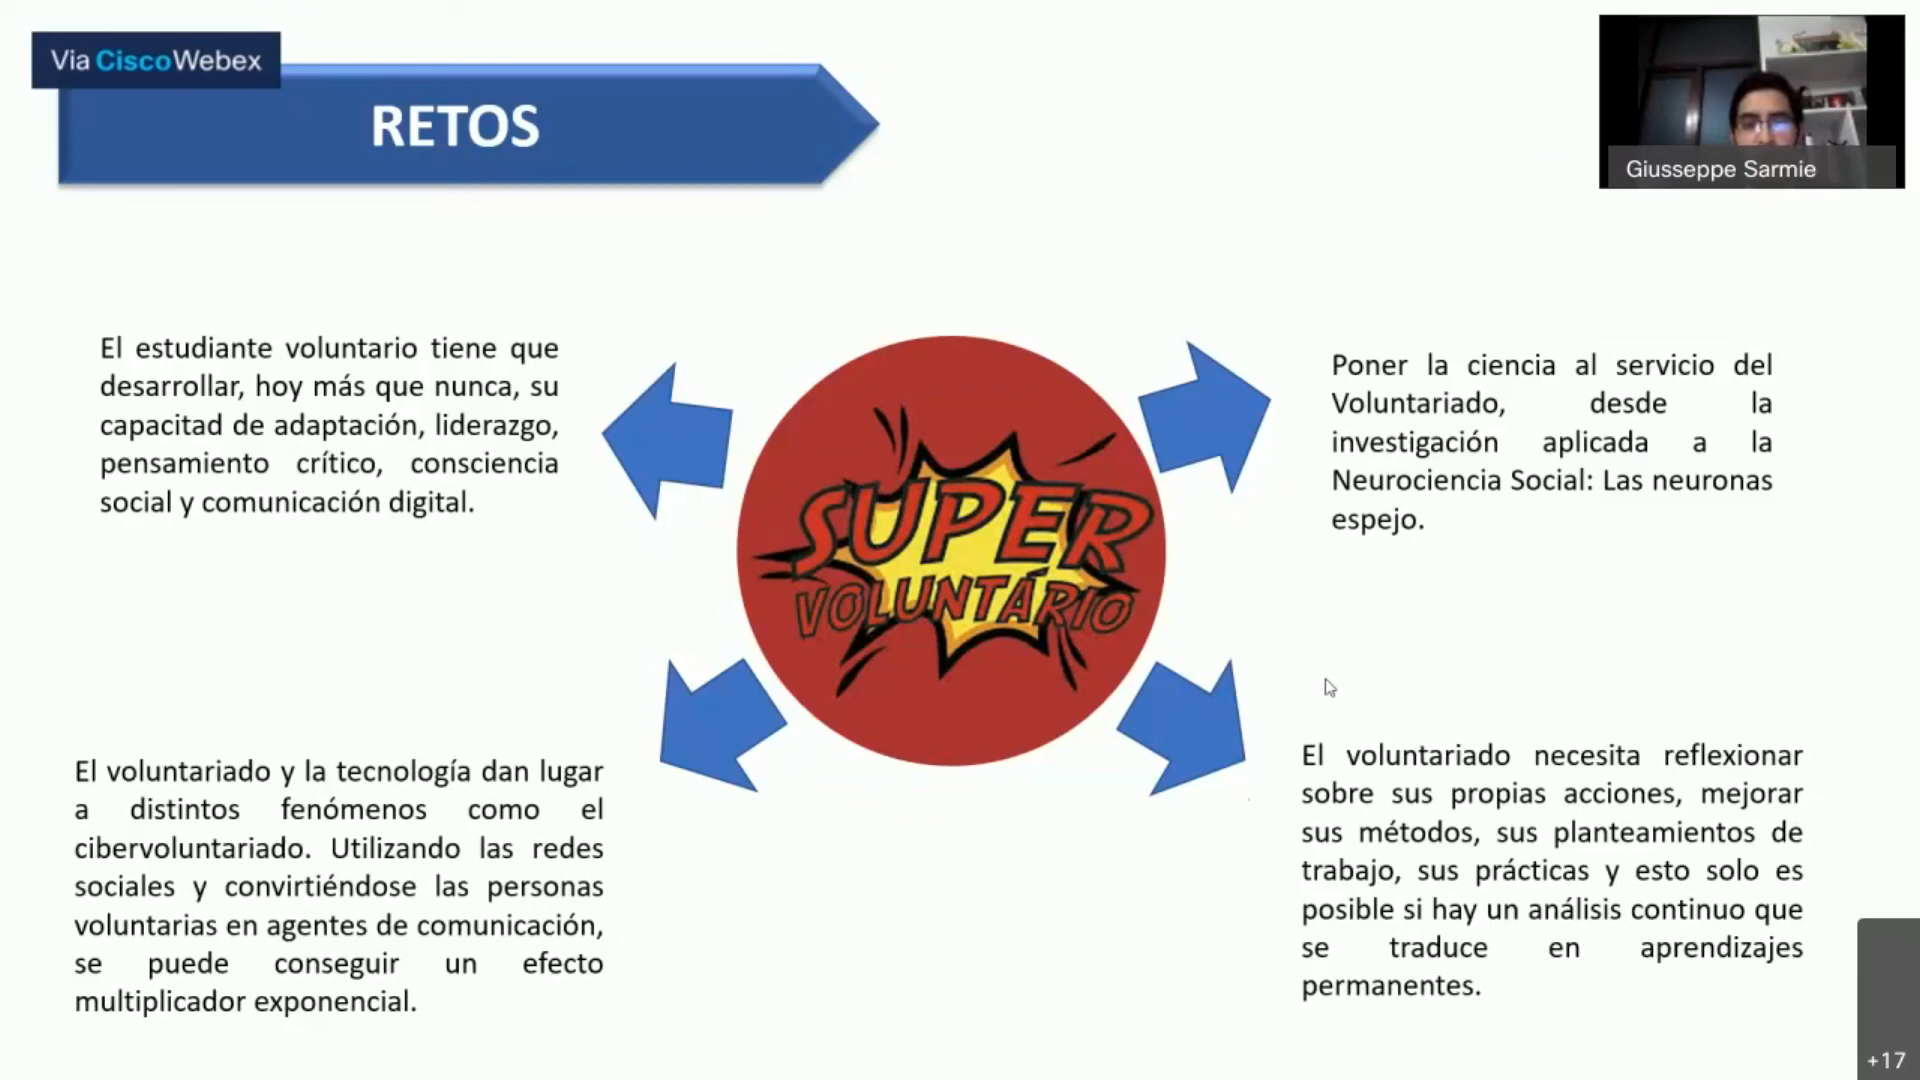 Via CiscoWebex
RETOS
Giusseppe Sarmie
El estudiante voluntario tiene que
desarrollar, hoy más que nunca, su
capacitad de adaptación, liderazgo,
pensamiento crítico, consciencia
social y comunicación digital.
Poner la ciencia al servicio del
Voluntariado, desde la
investigación aplicada a la
Neurociencia Social: Las neuronas
espejo.
SUPER
VOLUNTARIO
El voluntariado y la tecnología dan lugar
a distintos fenómenos como el
cibervoluntariado. Utilizando las redes
sociales y convirtiéndose las personas
voluntarias en agentes de comunicación,
se puede conseguir un efecto
multiplicador exponencial.
El voluntariado necesita reflexionar
sobre sus propias acciones, mejorar
sus métodos, sus planteamientos de
trabajo, sus prácticas y esto solo es
posible si hay un análisis continuo que
se traduce en aprendizajes
permanentes.
+17